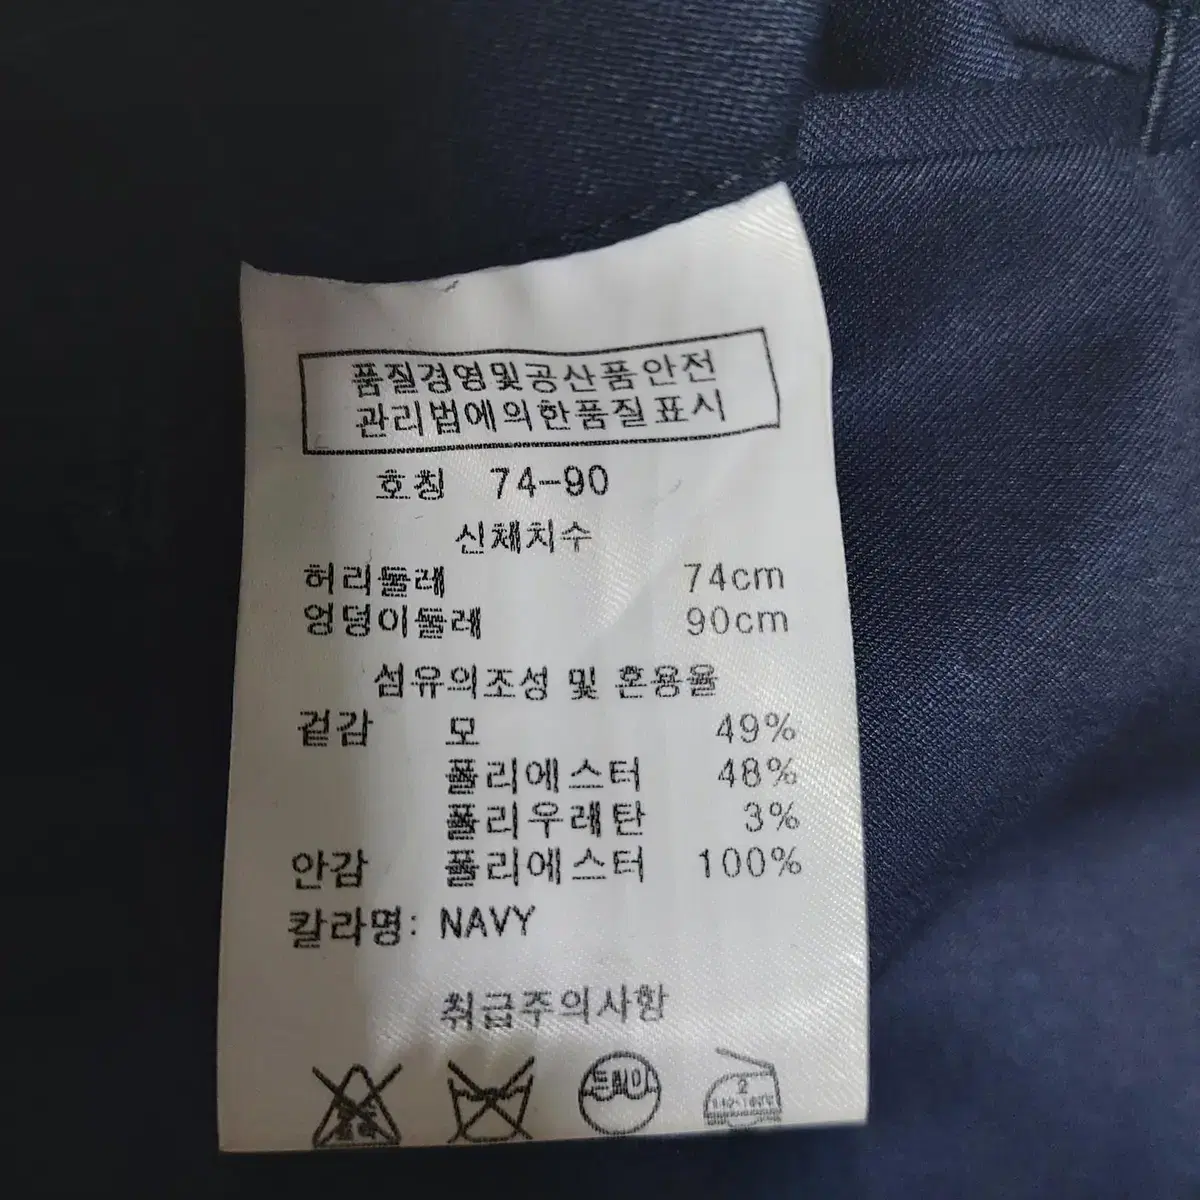 품질경영및공산품안전
관리법에의한품질표시
호칭 74-90
신체치수
허리둘레 74cm
엉덩이둘레 90cm
섬유의조성 및 혼용율
겉감 모 49%
폴리에스터 48%
폴리우레탄 3%
안감 폴리에스터 100%
칼라명: NAVY
취급주의사항
드라이 2